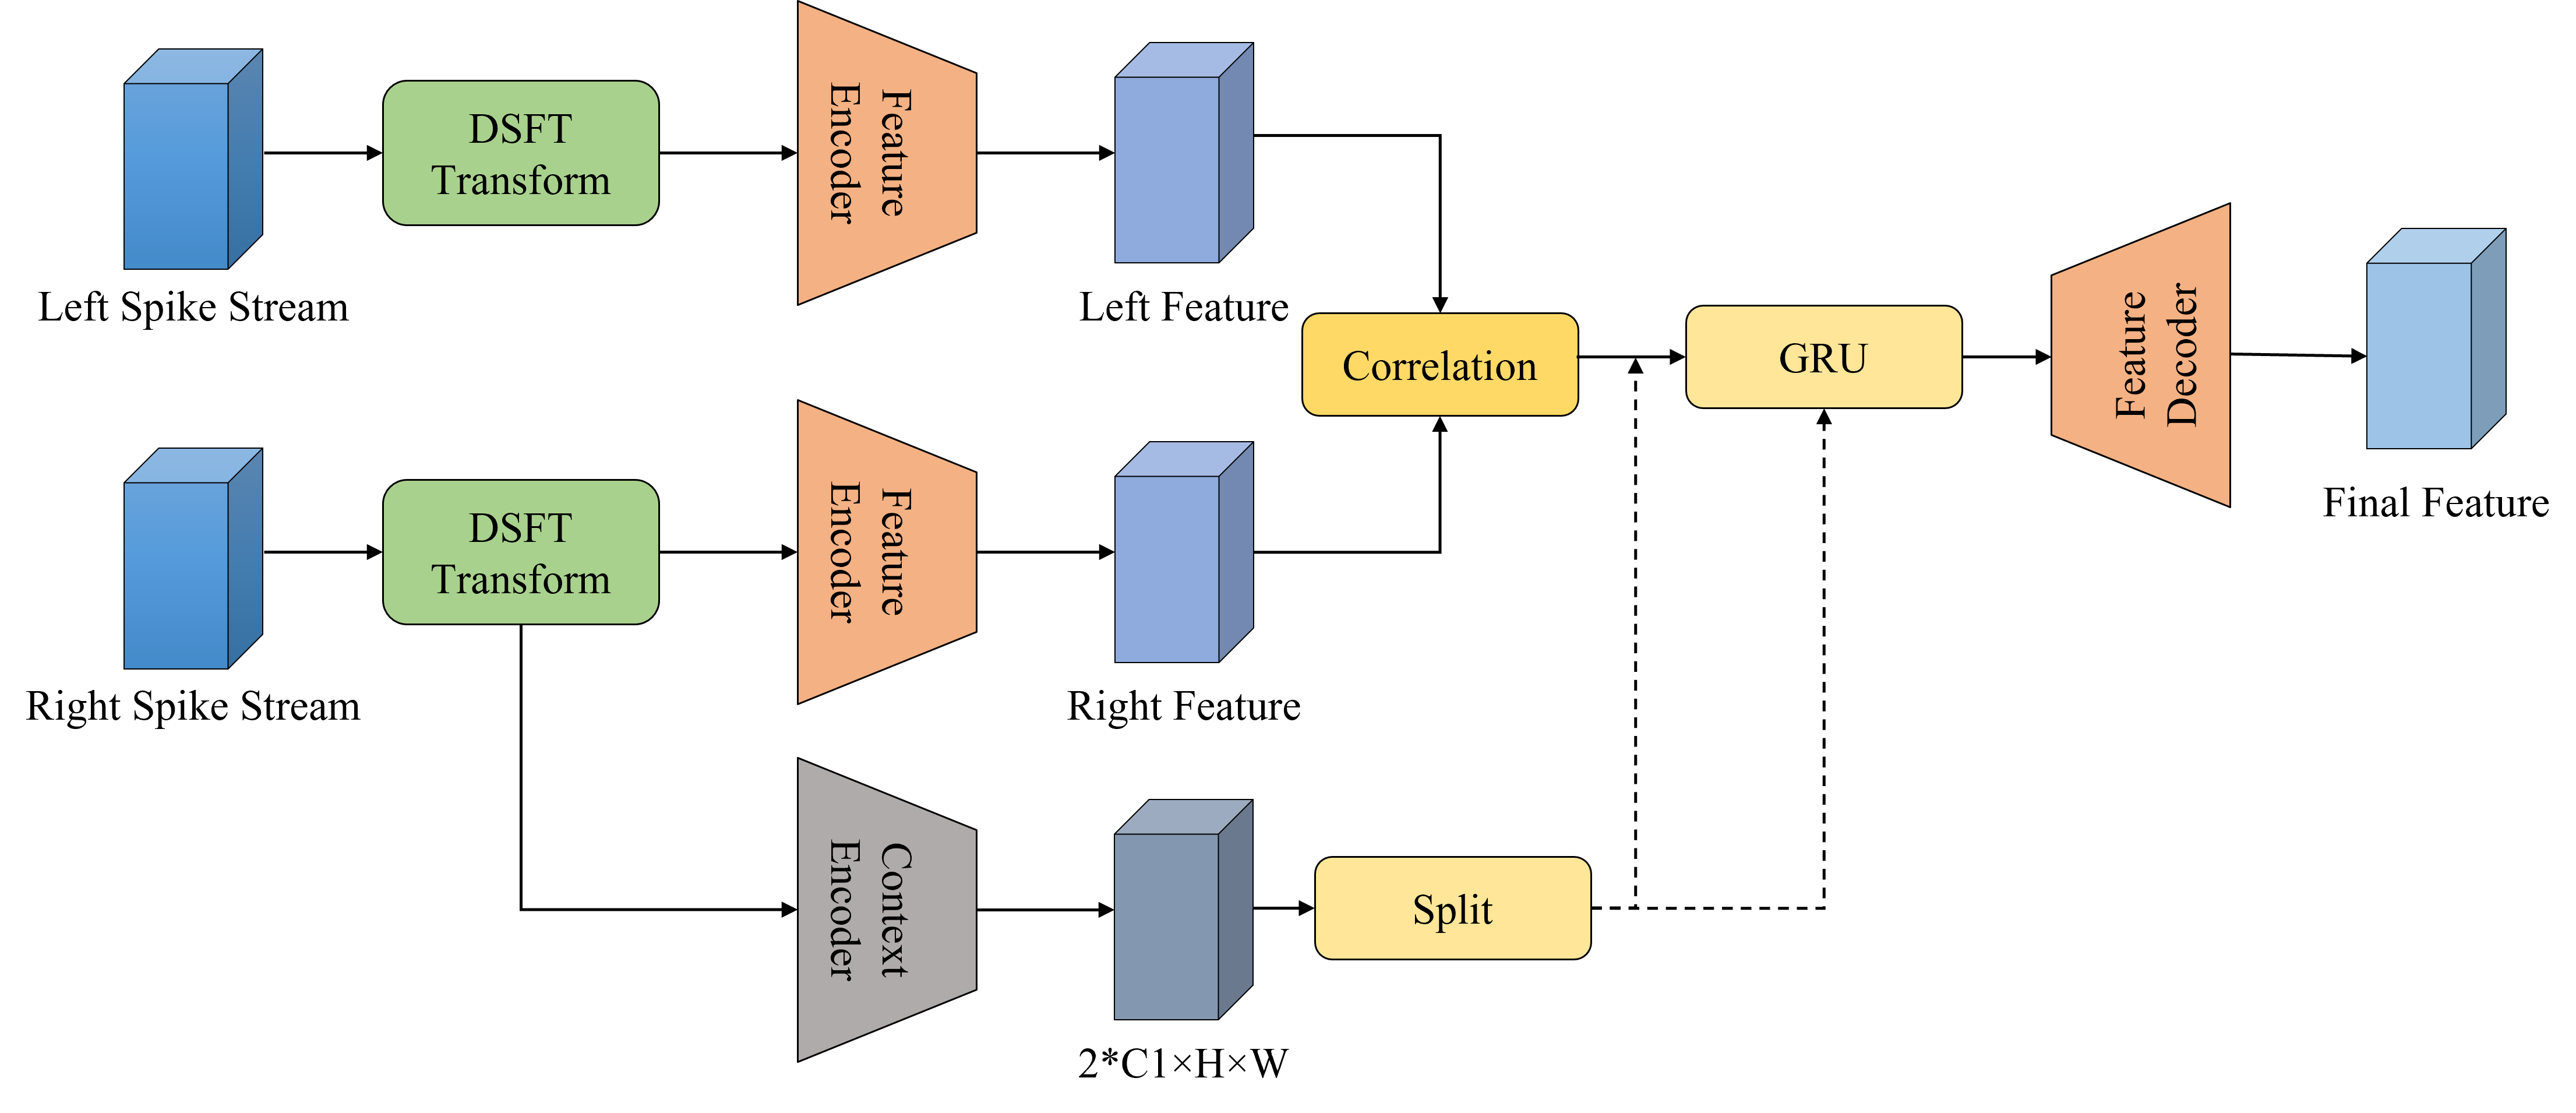 DSFT
Transform
Feature
Encoder
Left Spike Stream
Left Feature
Correlation
GRU
Feature
Decoder
Final Feature
DSFT
Transform
Feature
Encoder
Right Spike Stream
Right Feature
Context
Encoder
Split
2*C1×H×W